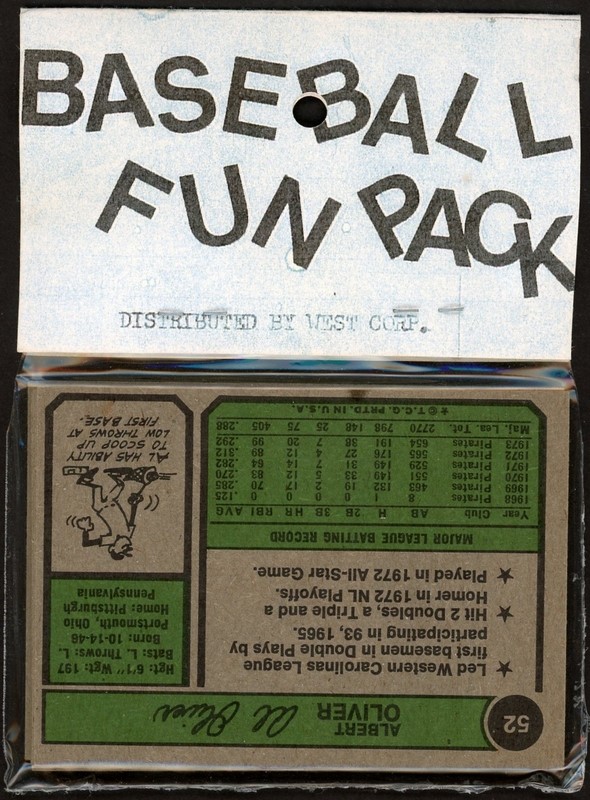 BASEBALL
FUN PACK
DISTRIBUTED BY WEST CORP.
52
ALBERT
OLIVER
Al Oliver
Hgt: 6'1" Wgt: 197
Bats: L. Throws: L.
Born: 10-14-46
Portsmouth, Ohio
Home: Pittsburgh
Pennsylvania
★ Led Western Carolinas League
first basemen in Double Plays by
participating in 93, 1965.
★ Hit 2 Doubles, a Triple and a
Homer in 1972 NL Playoffs.
★ Played in 1972 All-Star Game.
MAJOR LEAGUE BATTING RECORD
Year Club AB H 2B 3B HR RBI AVG
1968 Pirates 8 1 0 0 0 0 .125
1969 Pirates 463 132 19 2 17 70 .285
1970 Pirates 551 149 33 5 12 83 .270
1971 Pirates 529 149 31 7 14 64 .282
1972 Pirates 565 176 27 4 12 89 .312
1973 Pirates 654 191 38 7 20 99 .292
Maj. Lea. Tot. 2770 798 148 25 75 405 .288
★ © T.C.G. PRTD. IN U.S.A.
AL HAS ABILITY
TO SCOOP UP
LOW THROWS AT
FIRST BASE.